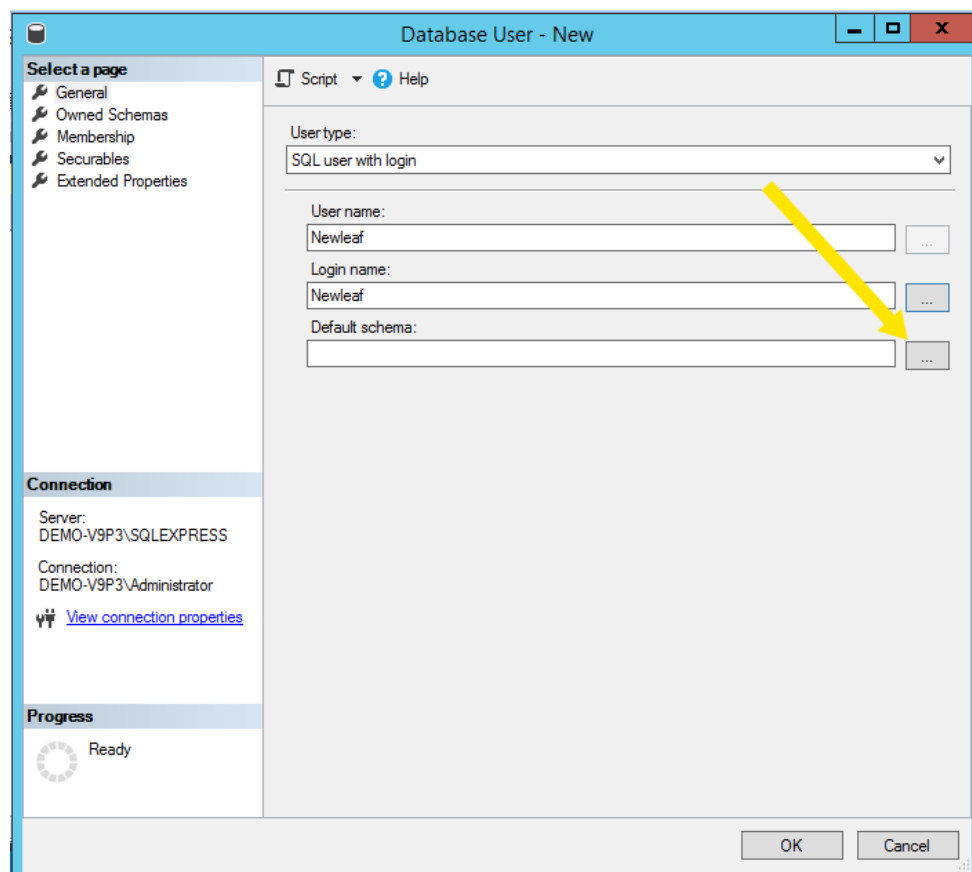 Database User - New
Select a page
General
Owned Schemas
Membership
Securables
Extended Properties
Script
Help
User type:
SQL user with login
User name:
Newleaf
...
Login name:
Newleaf
...
Default schema:
...
Connection
Server:
DEMO-V9P3\SQLEXPRESS
Connection:
DEMO-V9P3\Administrator
View connection properties
Progress
Ready
OK
Cancel